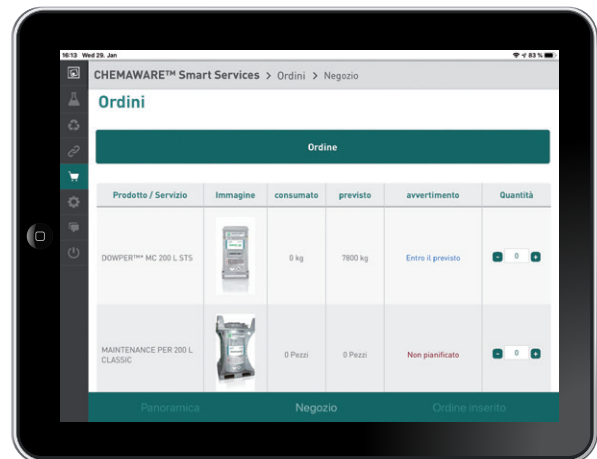 16:13 Wed 29. Jan 83 %
CHEMAWARE™ Smart Services > Ordini > Negozio
Ordini
Ordine
Prodotto / Servizio Immagine consumato previsto avvertimento Quantità
DOWPER™* MC 200 L STS 0 kg 7800 kg Entro il previsto - 0 +
MAINTENANCE PER 200 L
CLASSIC 0 Pezzi 0 Pezzi Non pianificato - 0 +
Panoramica Negozio Ordine inserito